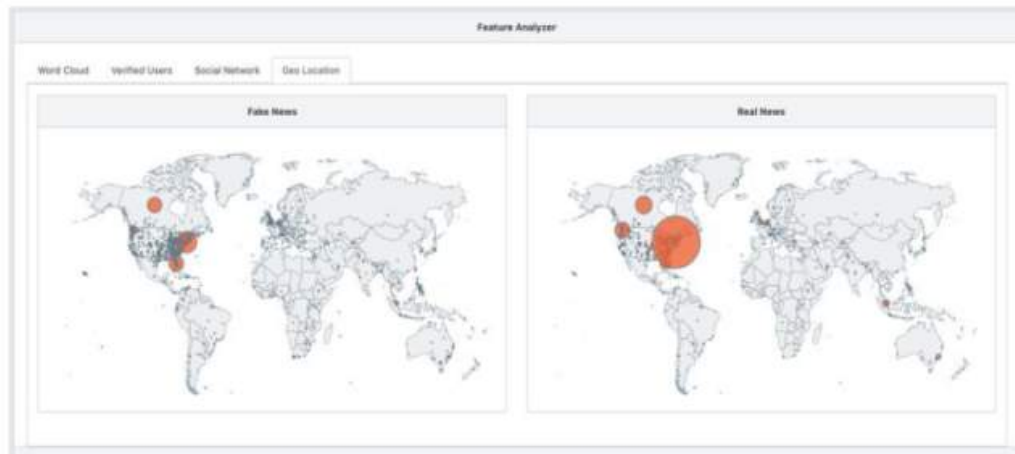 Feature Analyzer
Word Cloud Verified Users Social Network Geo Location
Fake News Real News